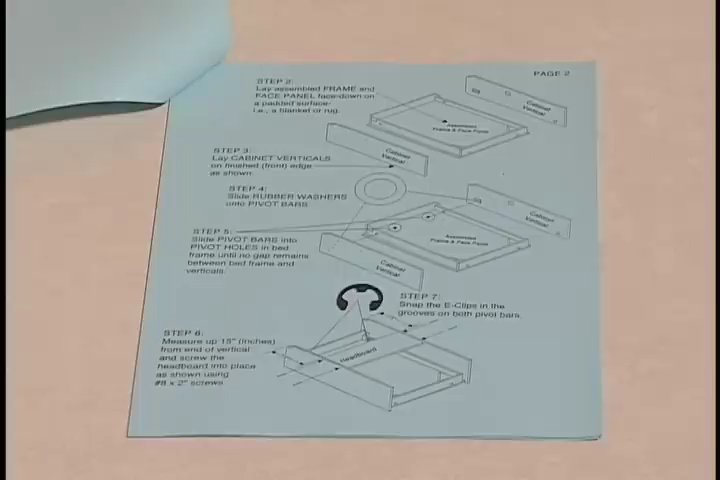 PAGE 2
STEP 2:
Lay assembled FRAME and
FACE PANEL face-down on
a padded surface-
i.e., a blanket or rug.
Cabinet
Vertical
Assembled
Frame & Face Panel
Cabinet
Vertical
STEP 3:
Lay CABINET VERTICALS
on finished (front) edge
as shown.
STEP 4:
Slide RUBBER WASHERS
onto PIVOT BARS
Cabinet
Vertical
STEP 5:
Slide PIVOT BARS into
PIVOT HOLES in bed
frame until no gap remains
between bed frame and
verticals.
Assembled
Frame & Face Panel
Cabinet
Vertical
STEP 7:
Snap the E-Clips in the
grooves on both pivot bars.
STEP 6:
Measure up 15" (inches)
from end of vertical
and screw the
headboard into place
as shown using
#8 x 2" screws
Headboard